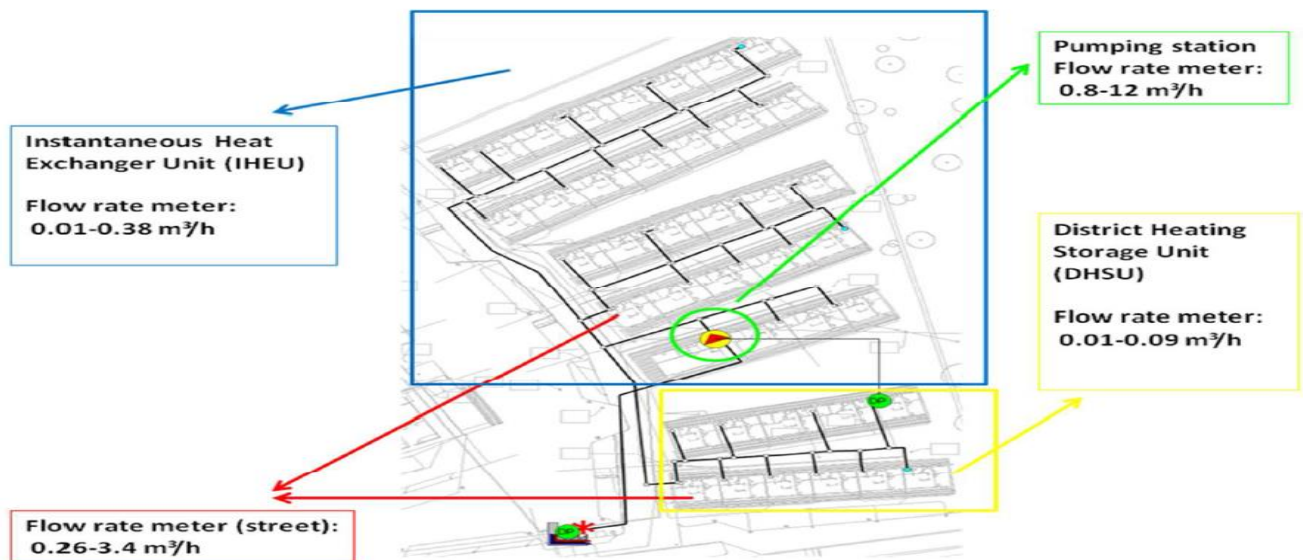 Instantaneous Heat
Exchanger Unit (IHEU)
Flow rate meter:
0.01-0.38 m³/h
Pumping station
Flow rate meter:
0.8-12 m³/h
District Heating
Storage Unit
(DHSU)
Flow rate meter:
0.01-0.09 m³/h
DP
DP
Flow rate meter (street):
0.26-3.4 m³/h